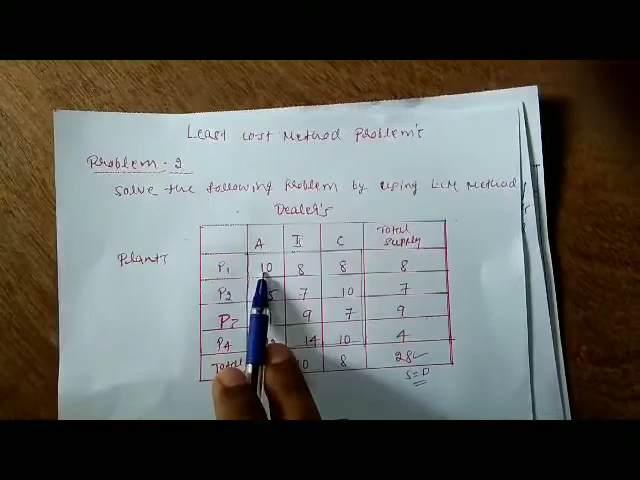 Least cost Method Problem's
Problem - 2
Solve the following Problem by using LCM Method
Dealer's
Plants
A B C Total Supply
P1 10 8 8 8
P2 5 7 10 7
P3 9 7 9
P4 14 10 4
Total 10 8 28 ✓
S=D